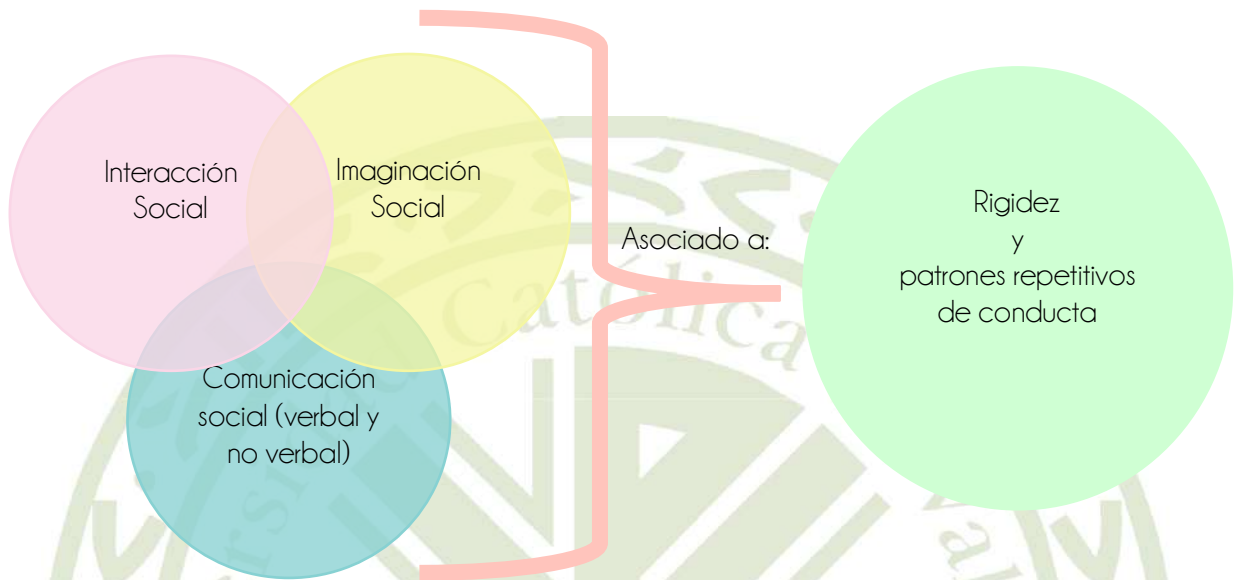 Interacción
Social
Imaginación
Social
Comunicación
social (verbal y
no verbal)
Asociado a:
Rigidez
y
patrones repetitivos
de conducta
Católica